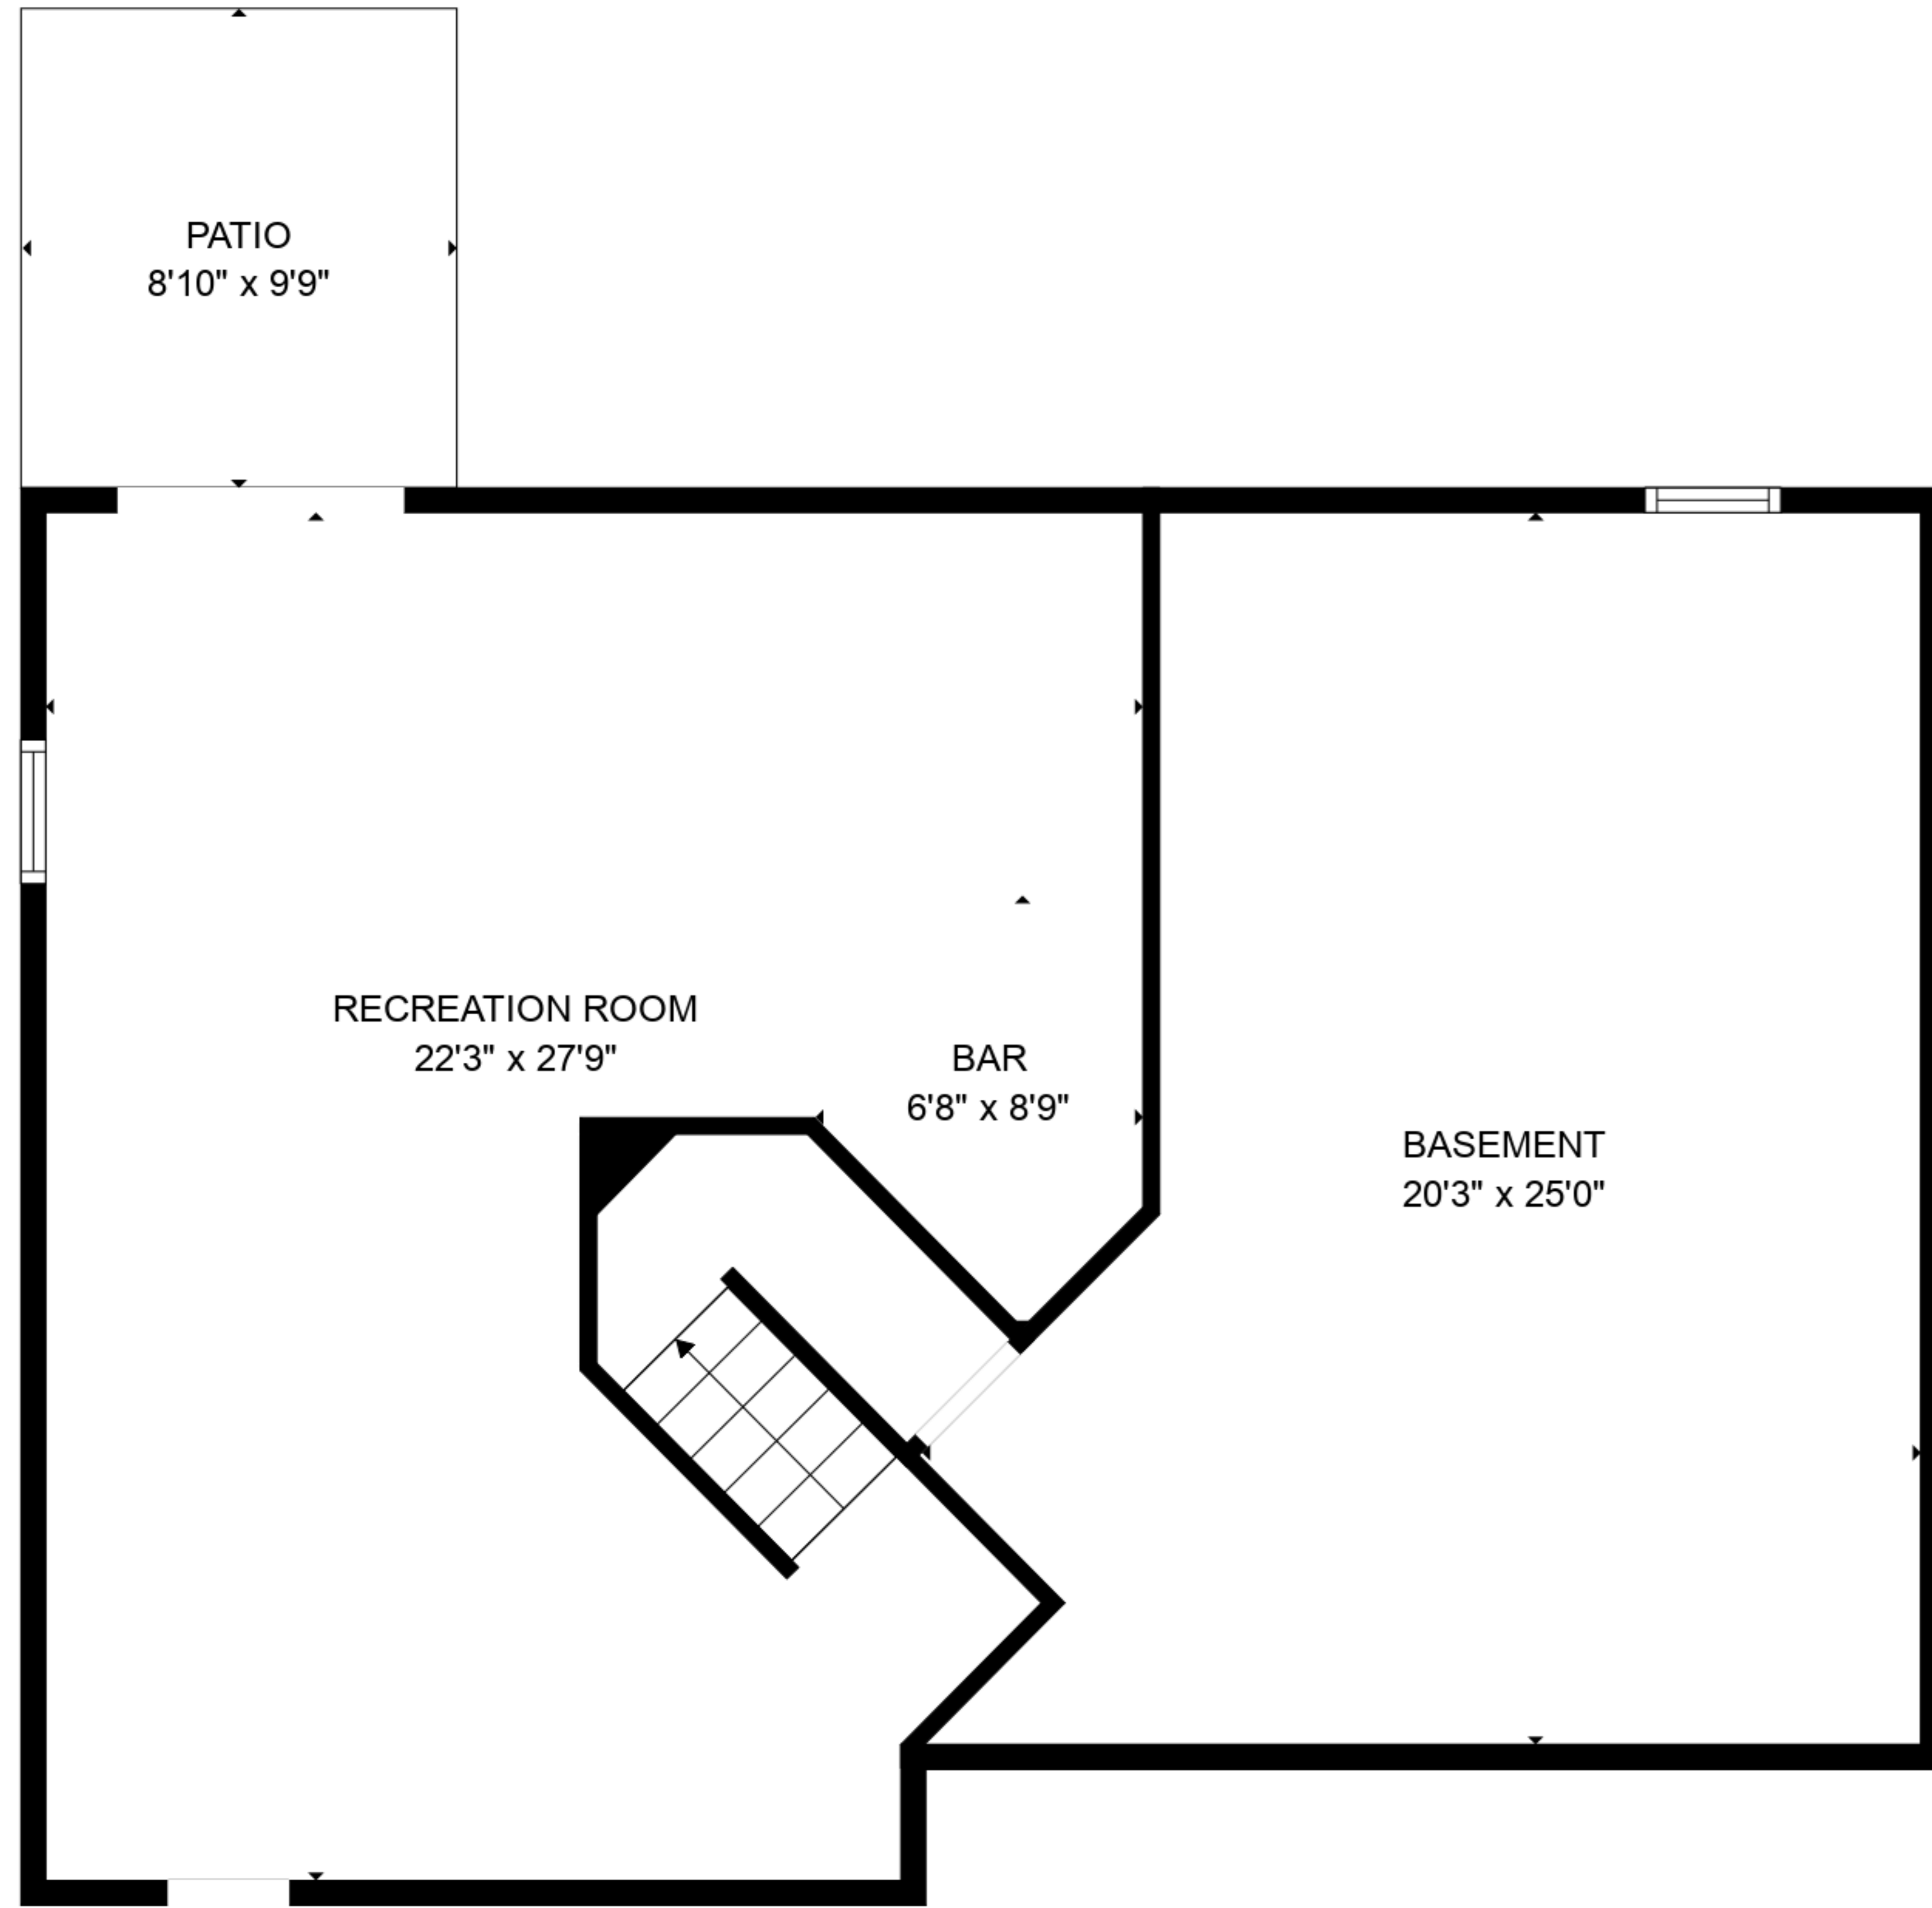 PATIO
8'10" x 9'9"
RECREATION ROOM
22'3" x 27'9"
BAR
6'8" x 8'9"
BASEMENT
20'3" x 25'0"